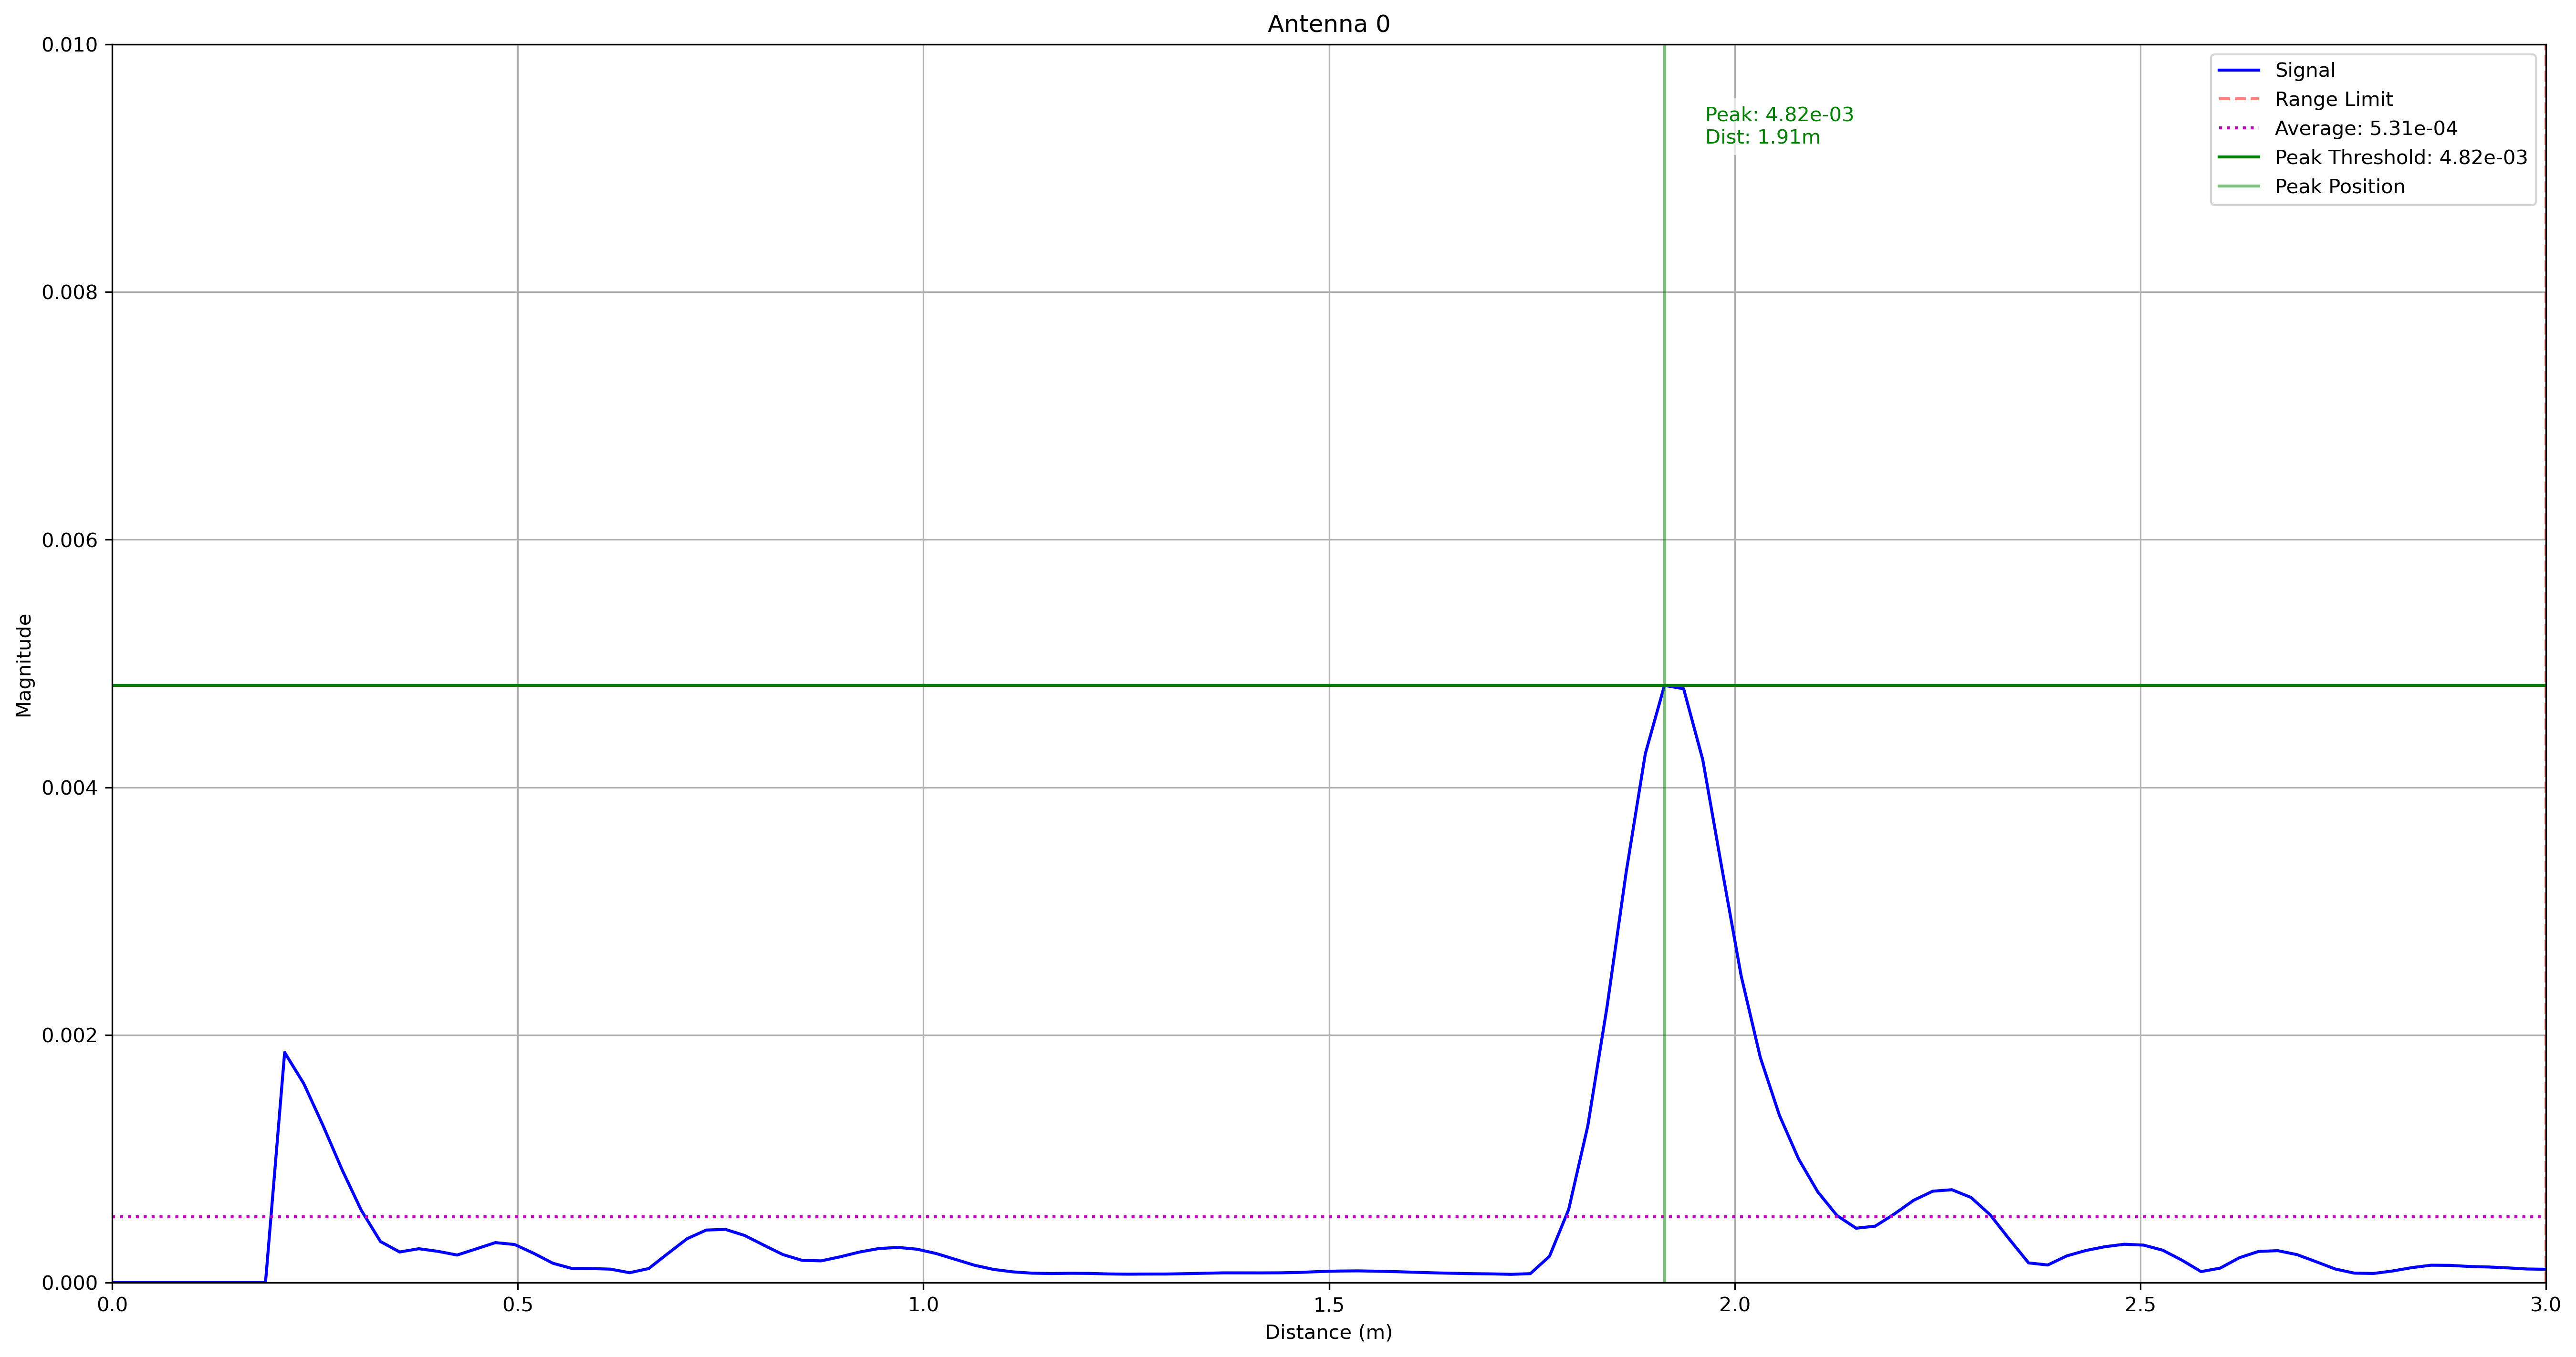 Antenna 0
0.010
0.008
0.006
0.004
0.002
0.000
Magnitude
Peak: 4.82e-03
Dist: 1.91m
Signal
Range Limit
Average: 5.31e-04
Peak Threshold: 4.82e-03
Peak Position
0.0 0.5 1.0 1.5 2.0 2.5 3.0
Distance (m)